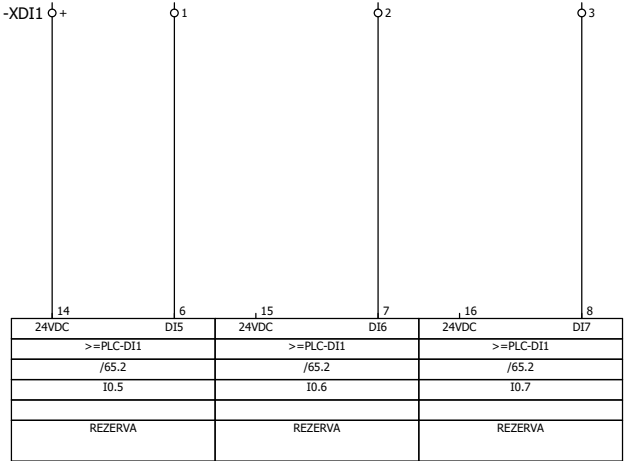 -XDI1 + 1 2 3
14 6 15 7 16 8
24VDC DI5 24VDC DI6 24VDC DI7
>=PLC-DI1 >=PLC-DI1 >=PLC-DI1
/65.2 /65.2 /65.2
I0.5 I0.6 I0.7
REZERVA REZERVA REZERVA